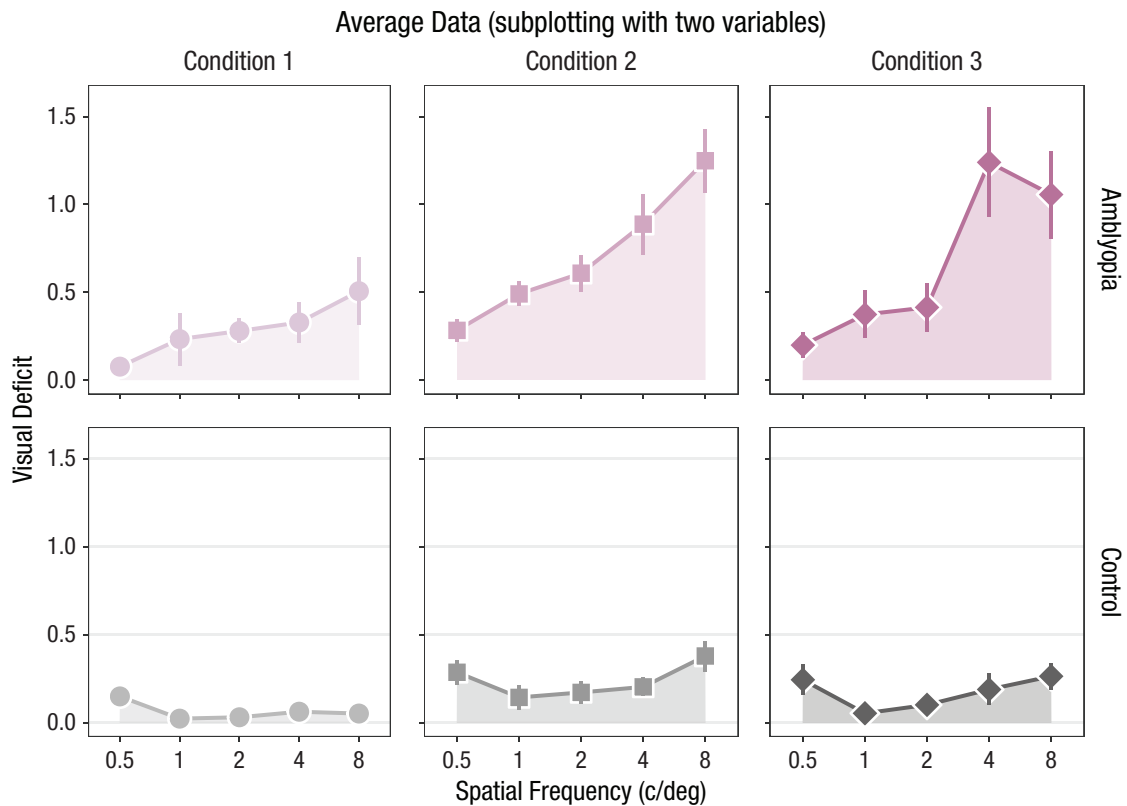 Average Data (subplotting with two variables)
Condition 1
Condition 2
Condition 3
1.5
1.0
0.5
0.0
Amblyopia
Visual Deficit
1.5
1.0
0.5
0.0
Control
0.5 1 2 4 8
0.5 1 2 4 8
0.5 1 2 4 8
Spatial Frequency (c/deg)